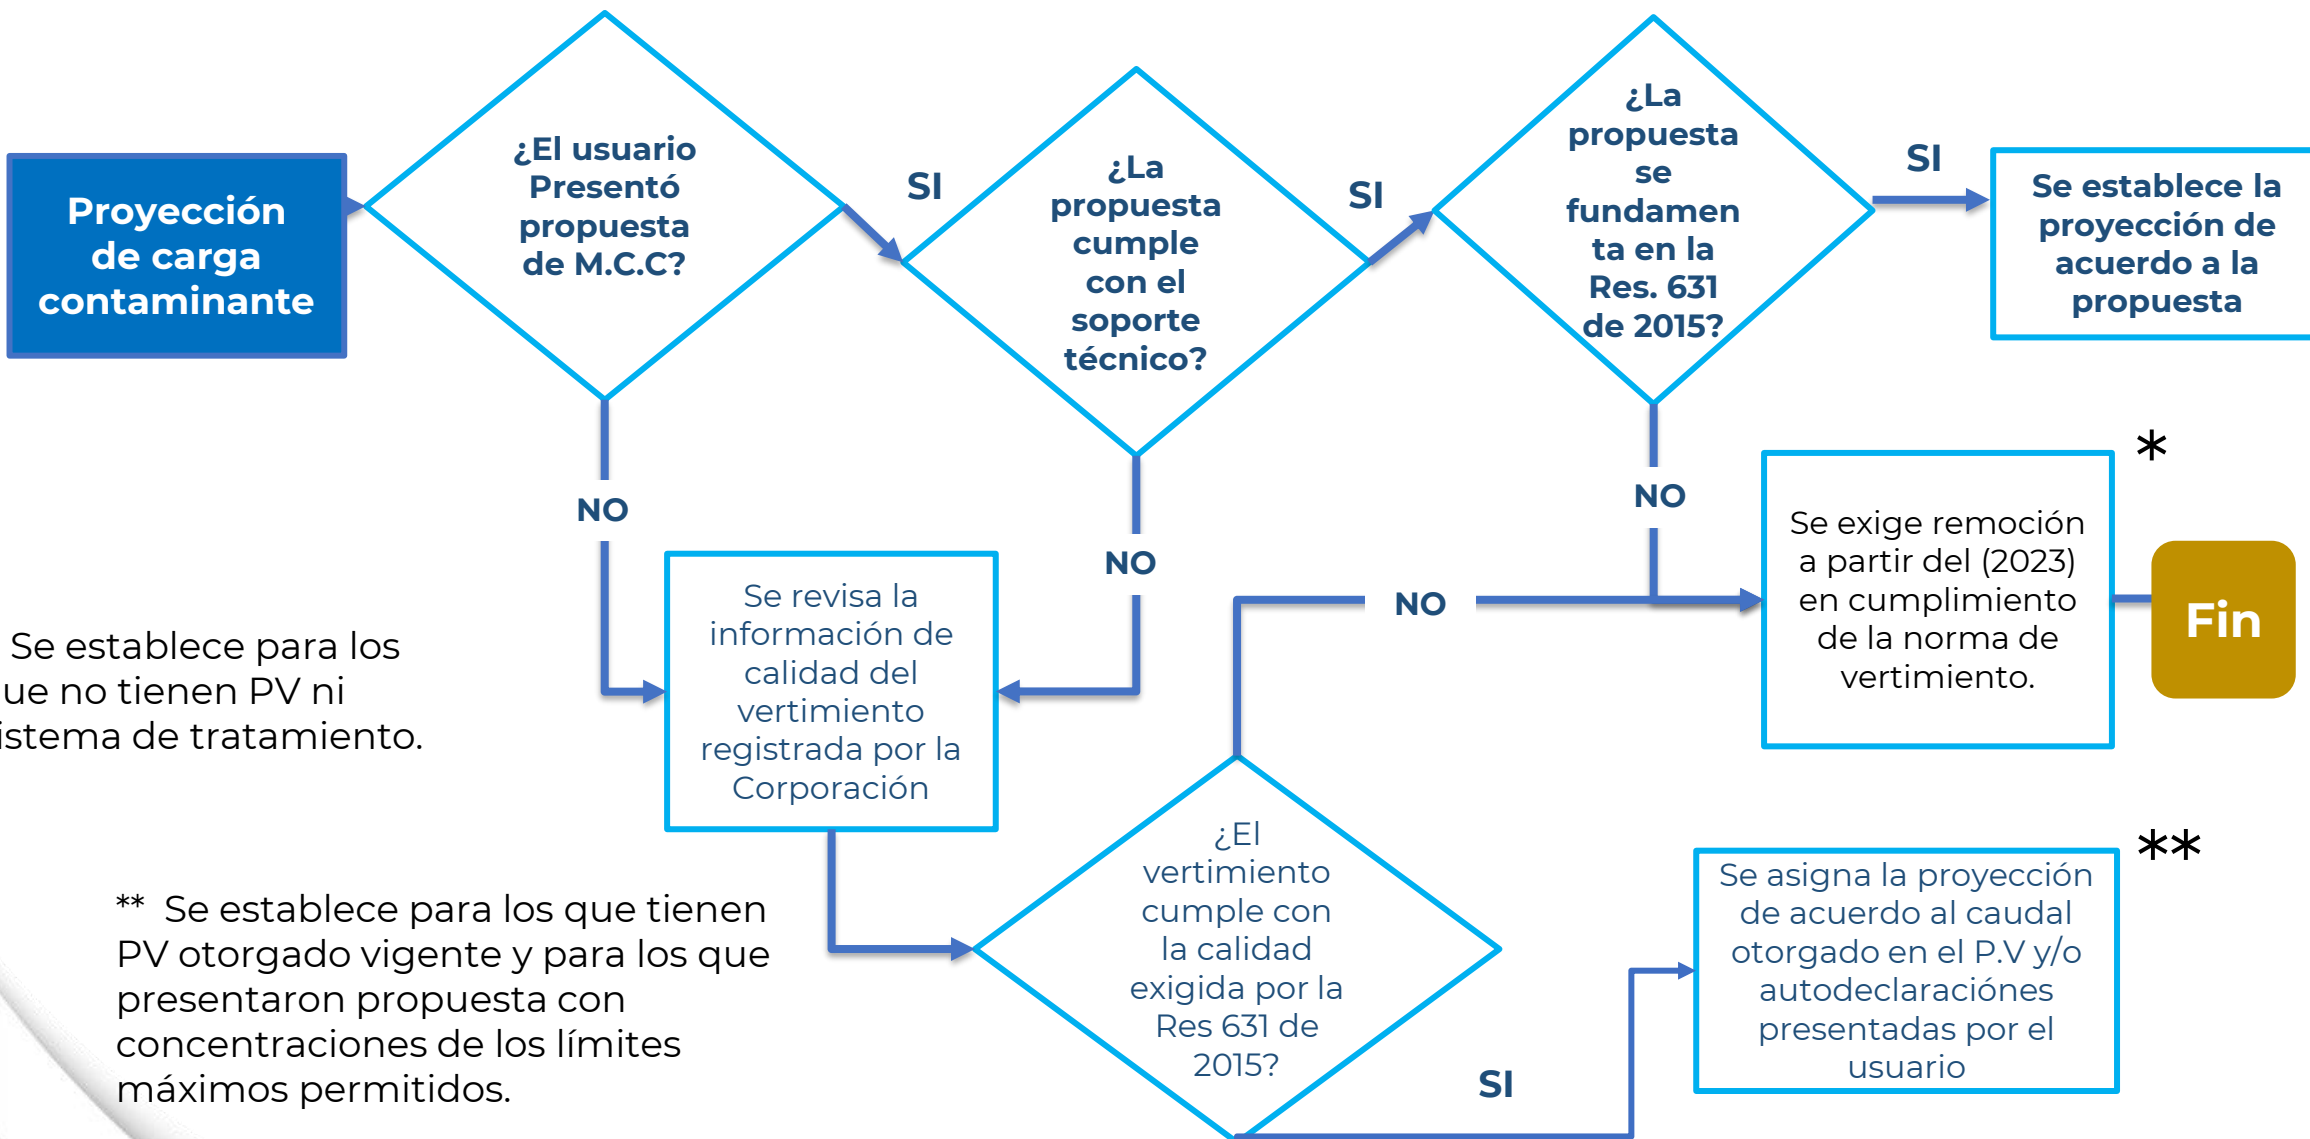 Proyección
de carga
contaminante
¿El usuario
Presentó
propuesta
de M.C.C?
SI
¿La
propuesta
cumple
con el
soporte
técnico?
SI
¿La
propuesta
se
fundamen
ta en la
Res. 631
de 2015?
SI
Se establece la
proyección de
acuerdo a la
propuesta
NO
NO
NO
NO
Se revisa la
información de
calidad del
vertimiento
registrada por la
Corporación
*
Se exige remoción
a partir del (2023)
en cumplimiento
de la norma de
vertimiento.
Fin
Se establece para los
ue no tienen PV ni
istema de tratamiento.
¿El
vertimiento
cumple con
la calidad
exigida por la
Res 631 de
2015?
SI
**
Se asigna la proyección
de acuerdo al caudal
otorgado en el P.V y/o
autodeclaraciónes
presentadas por el
usuario
** Se establece para los que tienen
PV otorgado vigente y para los que
presentaron propuesta con
concentraciones de los límites
máximos permitidos.